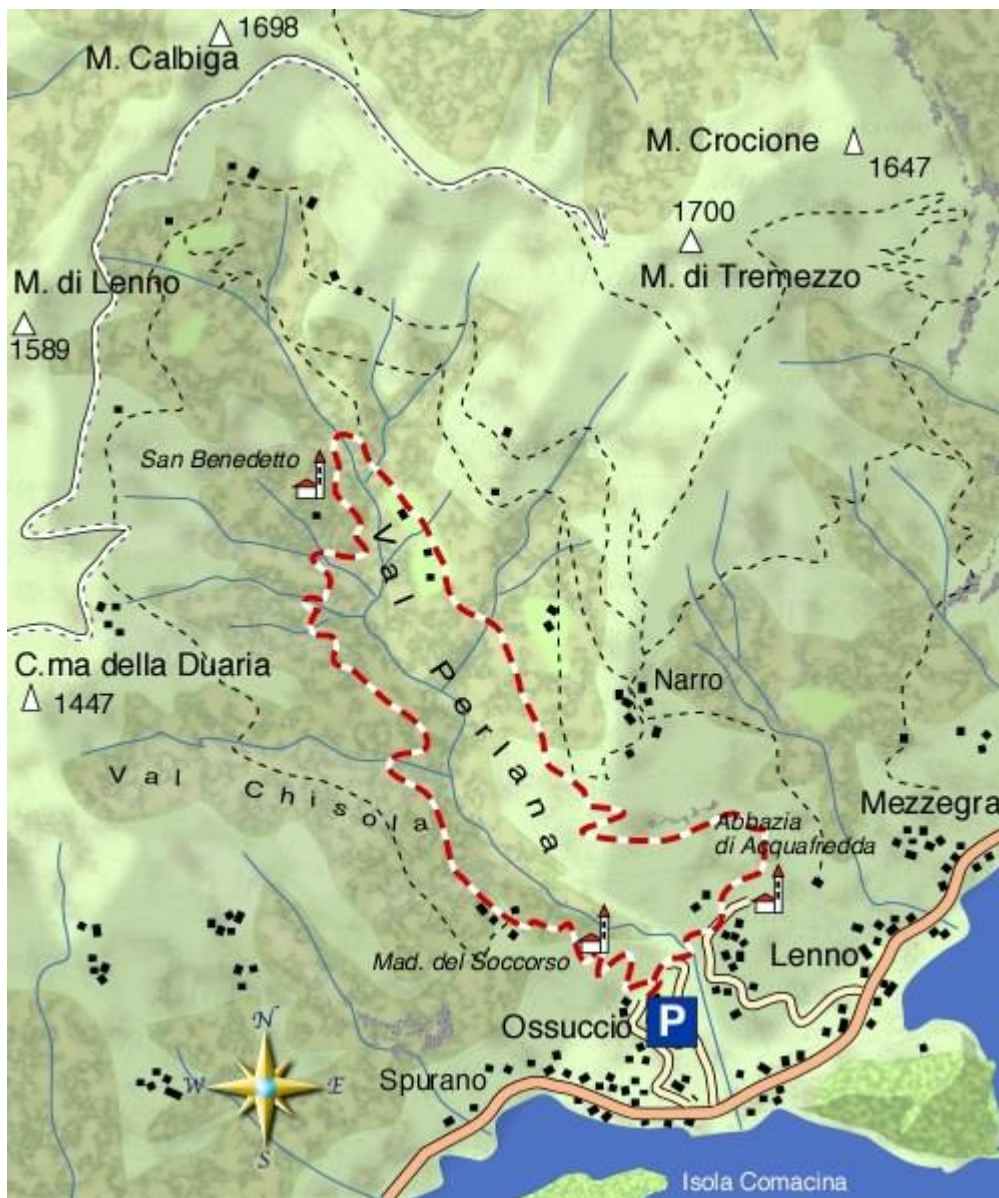 1698
M. Calbiga
M. Crocione
1647
1700
M. di Tremezzo
M. di Lenno
1589
San Benedetto
Val Perlana
C.ma della Duaria
1447
Narro
Val Chisola
Mezzegra
Abbazia
di Acquafredda
Mad. del Soccorso
Lenno
Ossuccio
P
Spurano
N
W
E
S
Isola Comacina